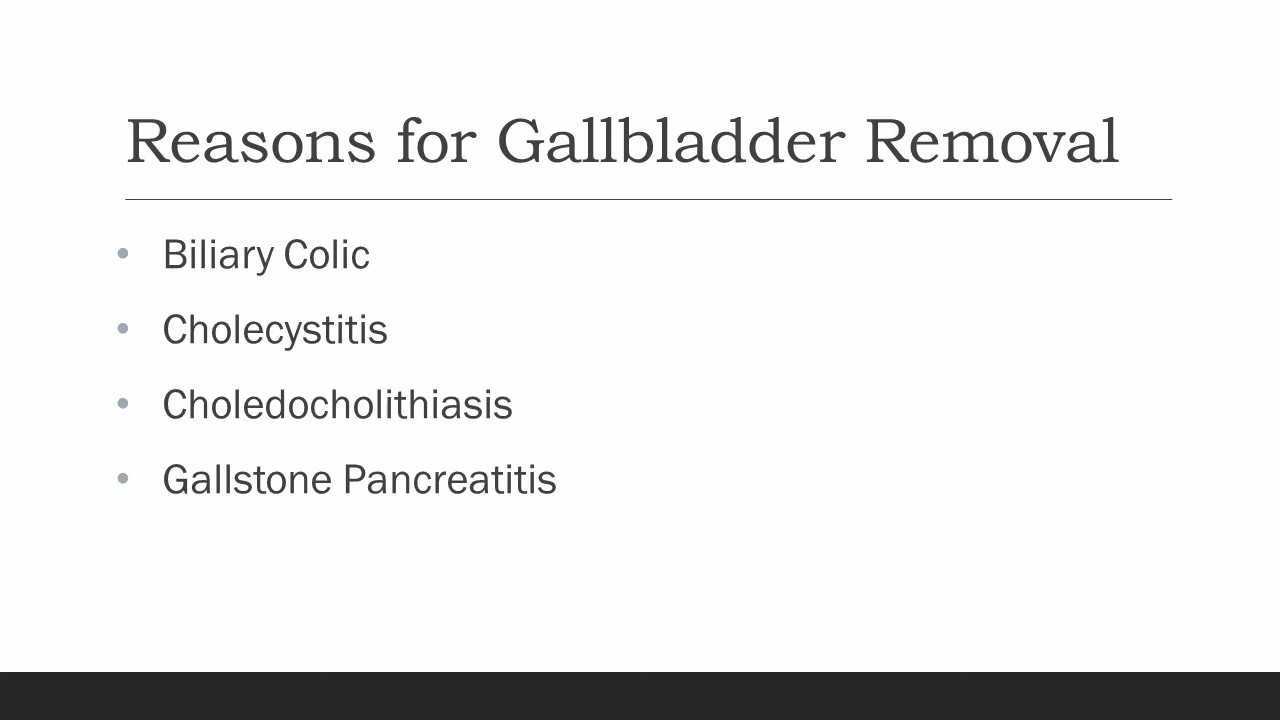 Reasons for Gallbladder Removal
• Biliary Colic
• Cholecystitis
• Choledocholithiasis
• Gallstone Pancreatitis